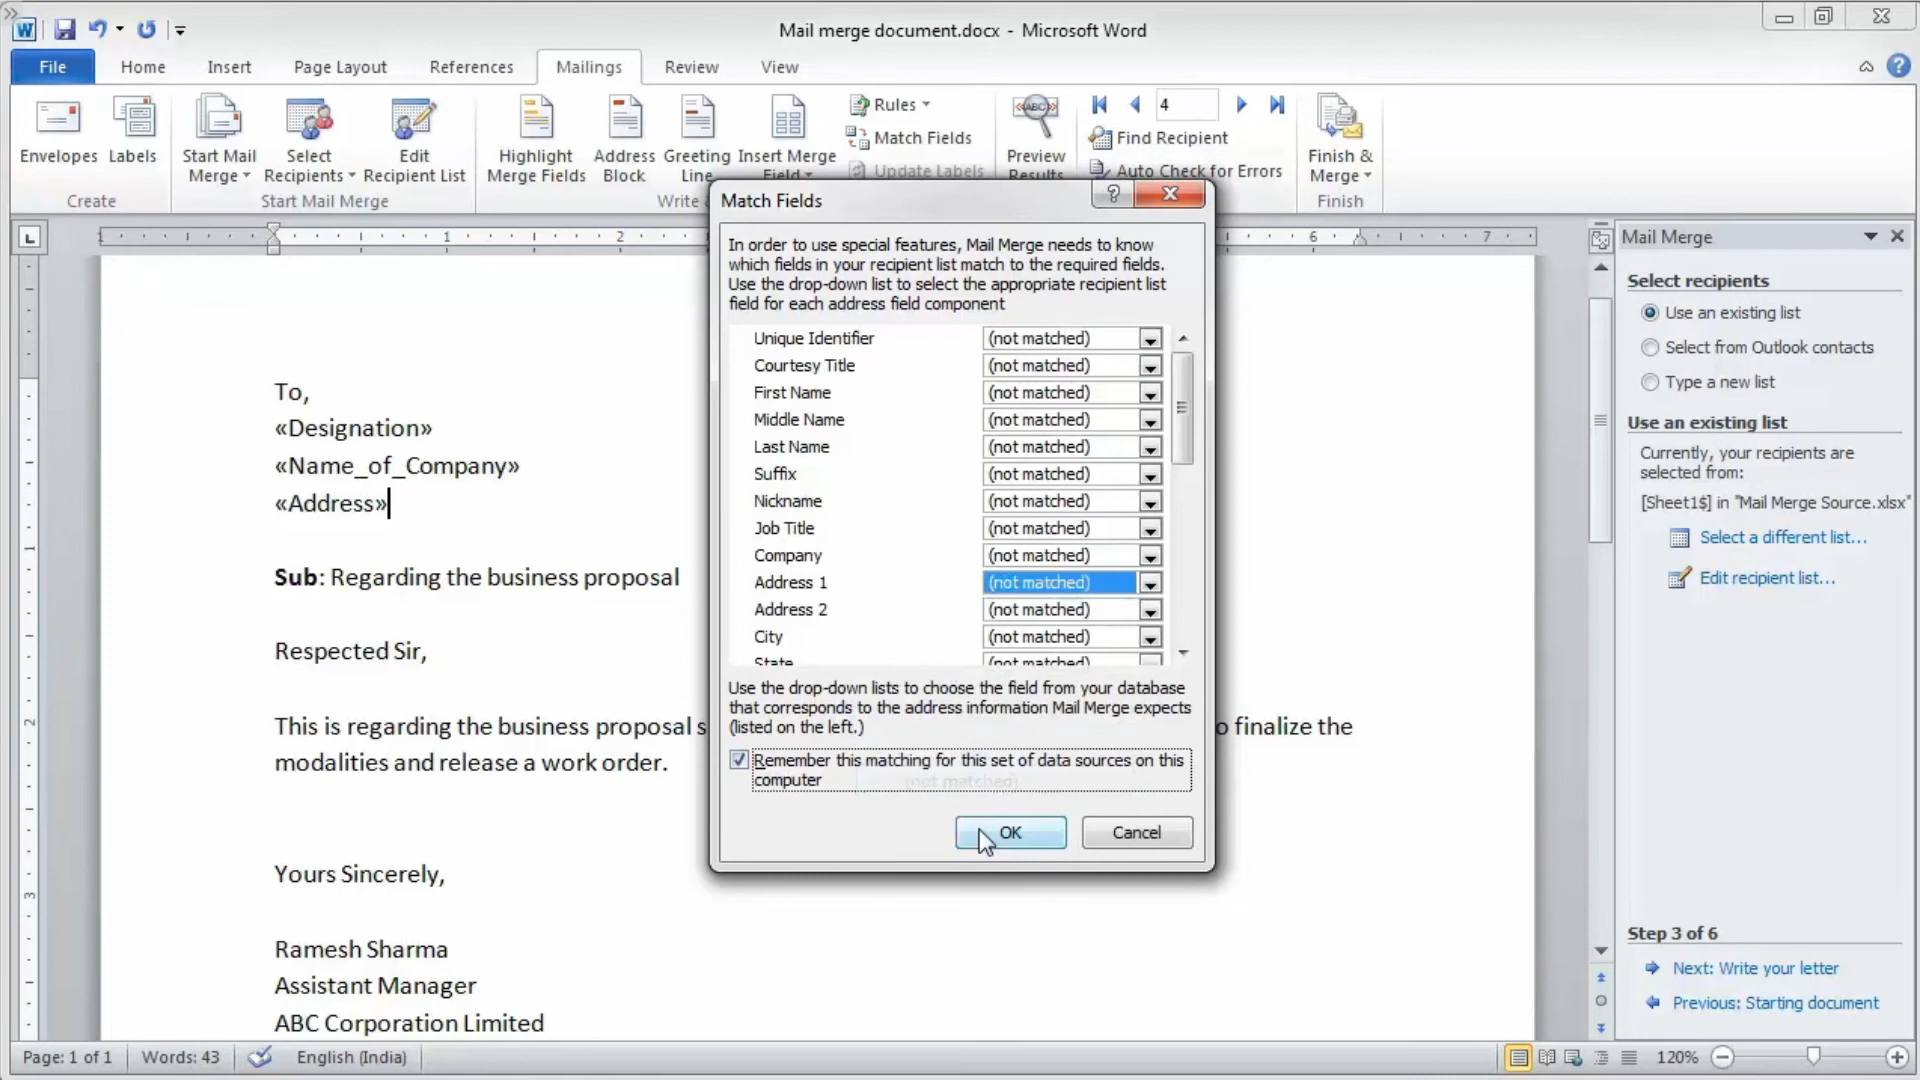 Mail merge document.docx - Microsoft Word
File Home Insert Page Layout References Mailings Review View
Envelopes
Labels
Create
Start Mail
Merge
Select
Recipients
Edit
Recipient List
Start Mail Merge
Highlight
Merge Fields
Address
Block
Greeting
Line
Insert Merge
Field
Write &
Rules
Match Fields
Update Labels
ABC
Preview
Results
4
Find Recipient
Auto Check for Errors
Finish &
Merge
Finish
1 1 2 6 7
To,
«Designation»
«Name_of_Company»
«Address»
Sub: Regarding the business proposal
Respected Sir,
This is regarding the business proposal s
o finalize the
modalities and release a work order.
Yours Sincerely,
Ramesh Sharma
Assistant Manager
ABC Corporation Limited
1
2
3
Match Fields
In order to use special features, Mail Merge needs to know
which fields in your recipient list match to the required fields.
Use the drop-down list to select the appropriate recipient list
field for each address field component
Unique Identifier (not matched)
Courtesy Title (not matched)
First Name (not matched)
Middle Name (not matched)
Last Name (not matched)
Suffix (not matched)
Nickname (not matched)
Job Title (not matched)
Company (not matched)
Address 1 (not matched)
Address 2 (not matched)
City (not matched)
State (not matched)
Use the drop-down lists to choose the field from your database
that corresponds to the address information Mail Merge expects
(listed on the left.)
Remember this matching for this set of data sources on this
computer
(not matched)
OK Cancel
Mail Merge
Select recipients
Use an existing list
Select from Outlook contacts
Type a new list
Use an existing list
Currently, your recipients are
selected from:
[Sheet1$] in "Mail Merge Source.xlsx"
Select a different list...
Edit recipient list...
Step 3 of 6
Next: Write your letter
Previous: Starting document
Page: 1 of 1 Words: 43 English (India) 120%